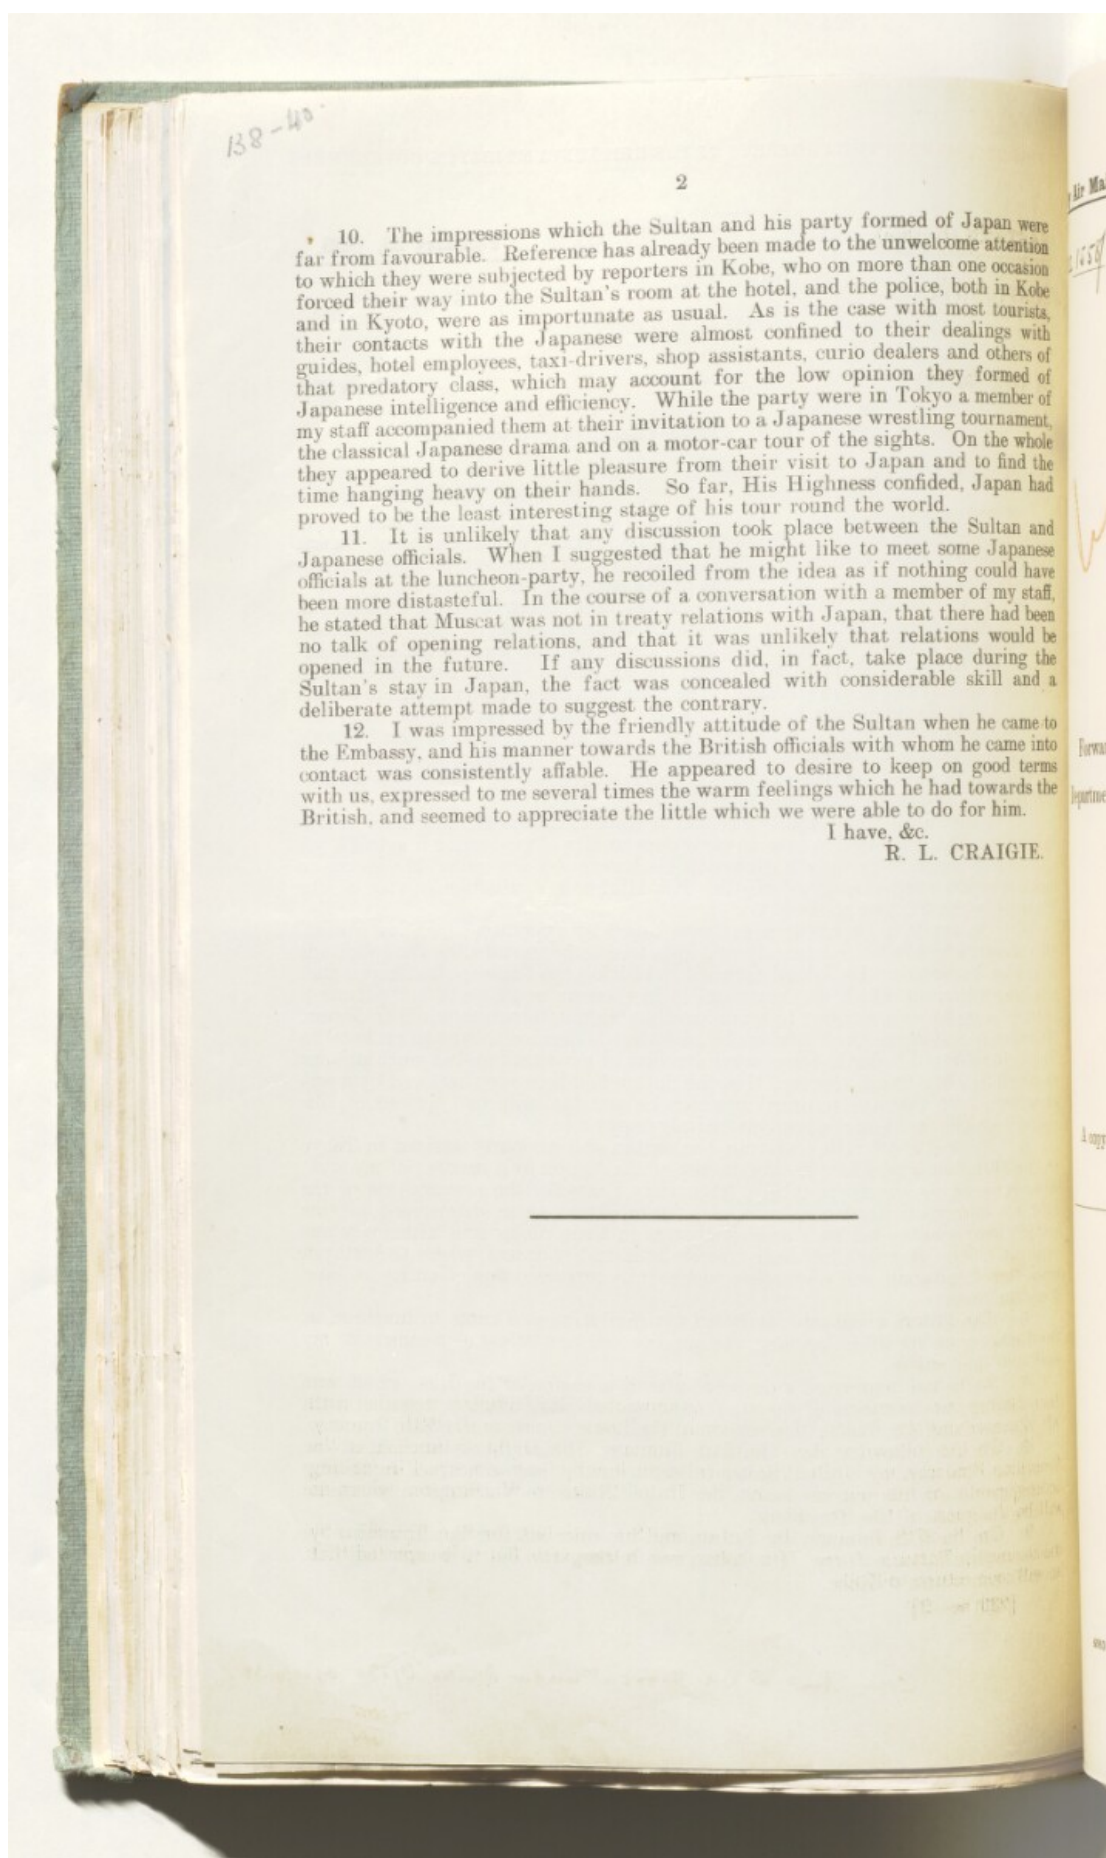 138-40
2
10. The impressions which the Sultan and his party formed of Japan were
far from favourable. Reference has already been made to the unwelcome attention
to which they were subjected by reporters in Kobe, who on more than one occasion
forced their way into the Sultan's room at the hotel, and the police, both in Kobe
and in Kyoto, were as importunate as usual. As is the case with most tourists,
their contacts with the Japanese were almost confined to their dealings with
guides, hotel employees, taxi-drivers, shop assistants, curio dealers and others of
that predatory class, which may account for the low opinion they formed of
Japanese intelligence and efficiency. While the party were in Tokyo a member of
my staff accompanied them at their invitation to a Japanese wrestling tournament,
the classical Japanese drama and on a motor-car tour of the sights. On the whole
they appeared to derive little pleasure from their visit to Japan and to find the
time hanging heavy on their hands. So far, His Highness confided, Japan had
proved to be the least interesting stage of his tour round the world.
11. It is unlikely that any discussion took place between the Sultan and
Japanese officials. When I suggested that he might like to meet some Japanese
officials at the luncheon-party, he recoiled from the idea as if nothing could have
been more distasteful. In the course of a conversation with a member of my staff,
he stated that Muscat was not in treaty relations with Japan, that there had been
no talk of opening relations, and that it was unlikely that relations would be
opened in the future. If any discussions did, in fact, take place during the
Sultan's stay in Japan, the fact was concealed with considerable skill and a
deliberate attempt made to suggest the contrary.
12. I was impressed by the friendly attitude of the Sultan when he came to
the Embassy, and his manner towards the British officials with whom he came into
contact was consistently affable. He appeared to desire to keep on good terms
with us, expressed to me several times the warm feelings which he had towards the
British, and seemed to appreciate the little which we were able to do for him.
I have, &c.
R. L. CRAIGIE.
Air Ma
Forwar
Departme
A copy